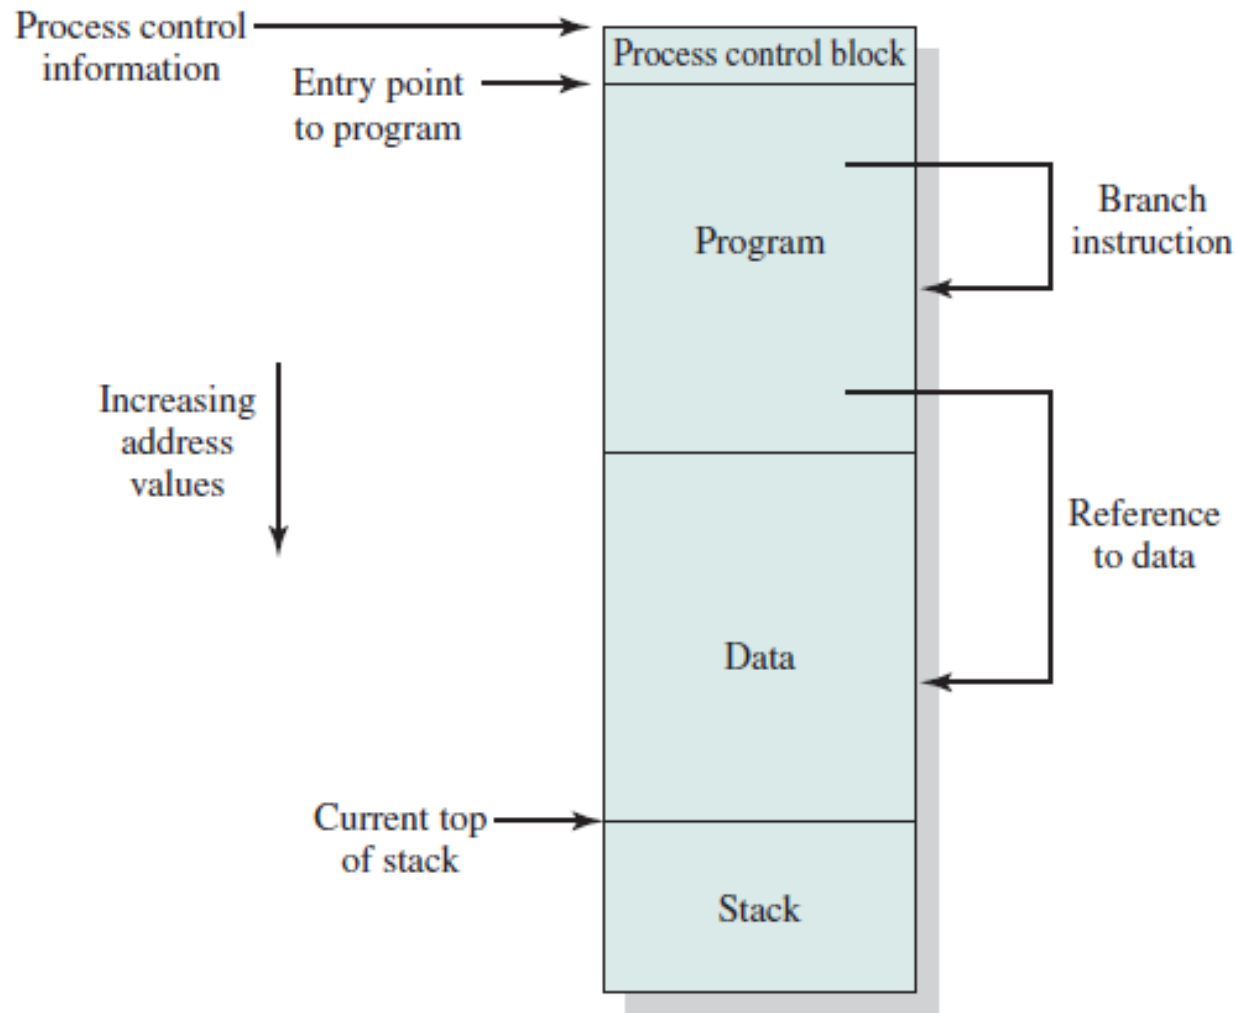 Process control
information
Process control block
Entry point
to program
Branch
instruction
Program
Increasing
address
values
Reference
to data
Data
Current top
of stack
Stack